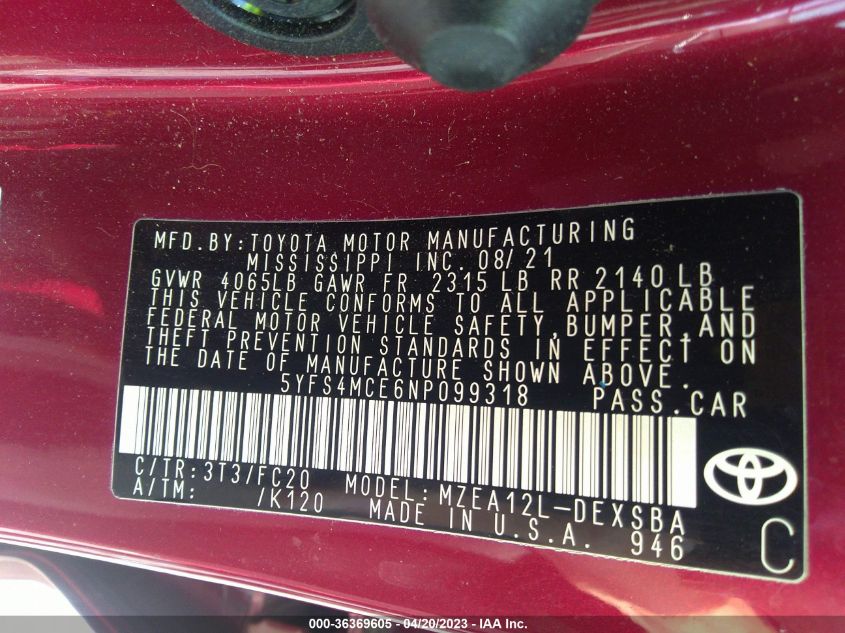 MFD.BY:TOYOTA MOTOR MANUFACTURING
MISSISSIPPI INC. 08/21
GVWR 4065LB GAWR FR 2315 LB RR 2140LB
THIS VEHICLE CONFORMS TO ALL APPLICABLE
FEDERAL MOTOR VEHICLE SAFETY,BUMPER,AND
THEFT PREVENTION STANDARDS IN EFFECT ON
THE DATE OF MANUFACTURE SHOWN ABOVE.
5YFS4MCE6NP099318 PASS.CAR
C/TR:3T3/FC20 MODEL:MZEA12L-DEXSBA
A/TM: /K120 MADE IN U.S.A. 946
C
000-36369605 - 04/20/2023 - IAA Inc.